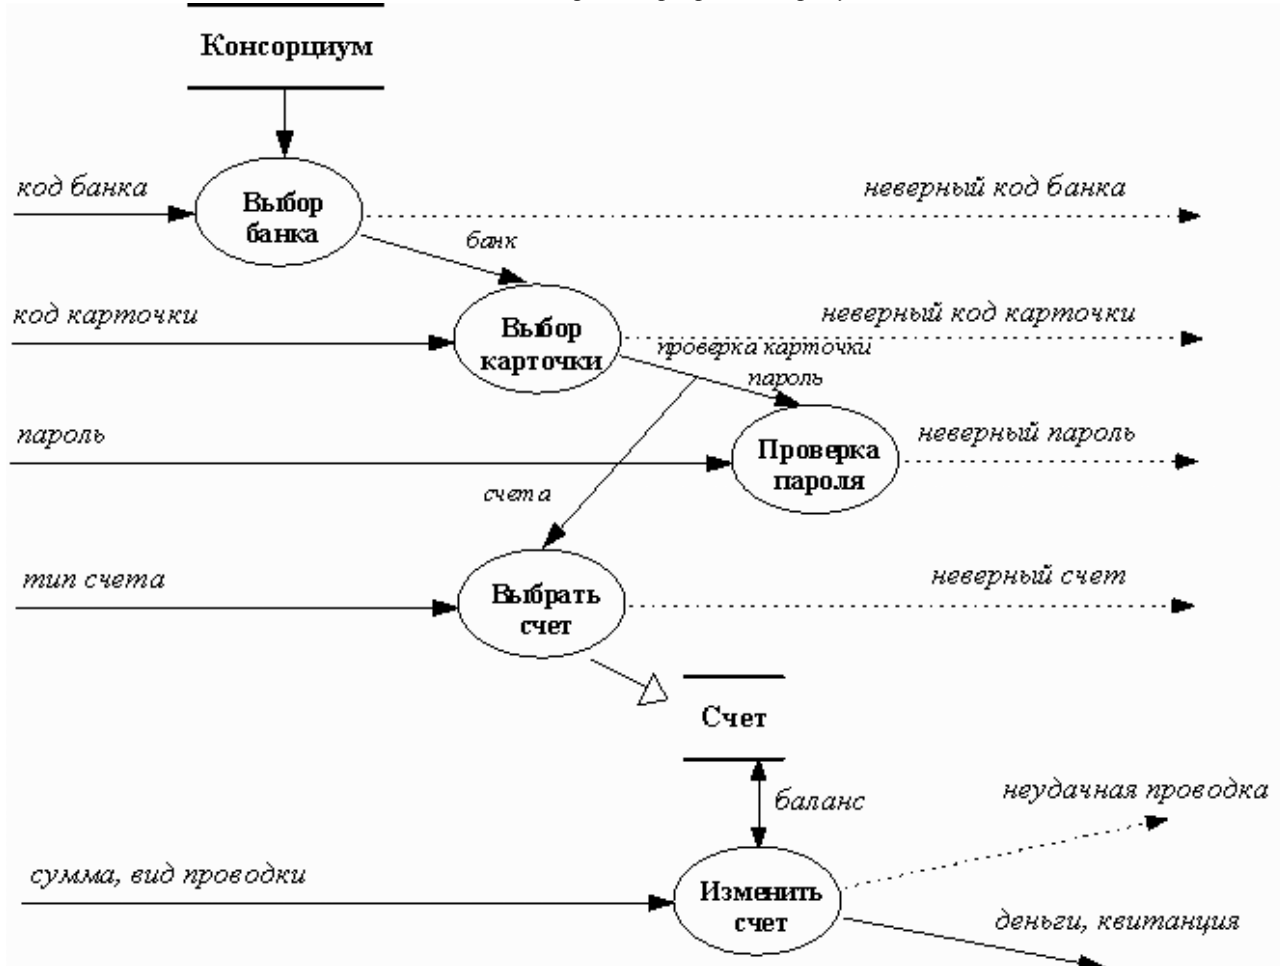 Консорциум
код банка
Выбор
банка
неверный код банка
банк
код карточки
Выбор
карточки
неверный код карточки
проверка карточки
пароль
пароль
Проверка
пароля
неверный пароль
счета
тип счета
Выбрать
счет
неверный счет
Счет
баланс
неудачная проводка
сумма, вид проводки
Изменить
счет
деньги, квитанция